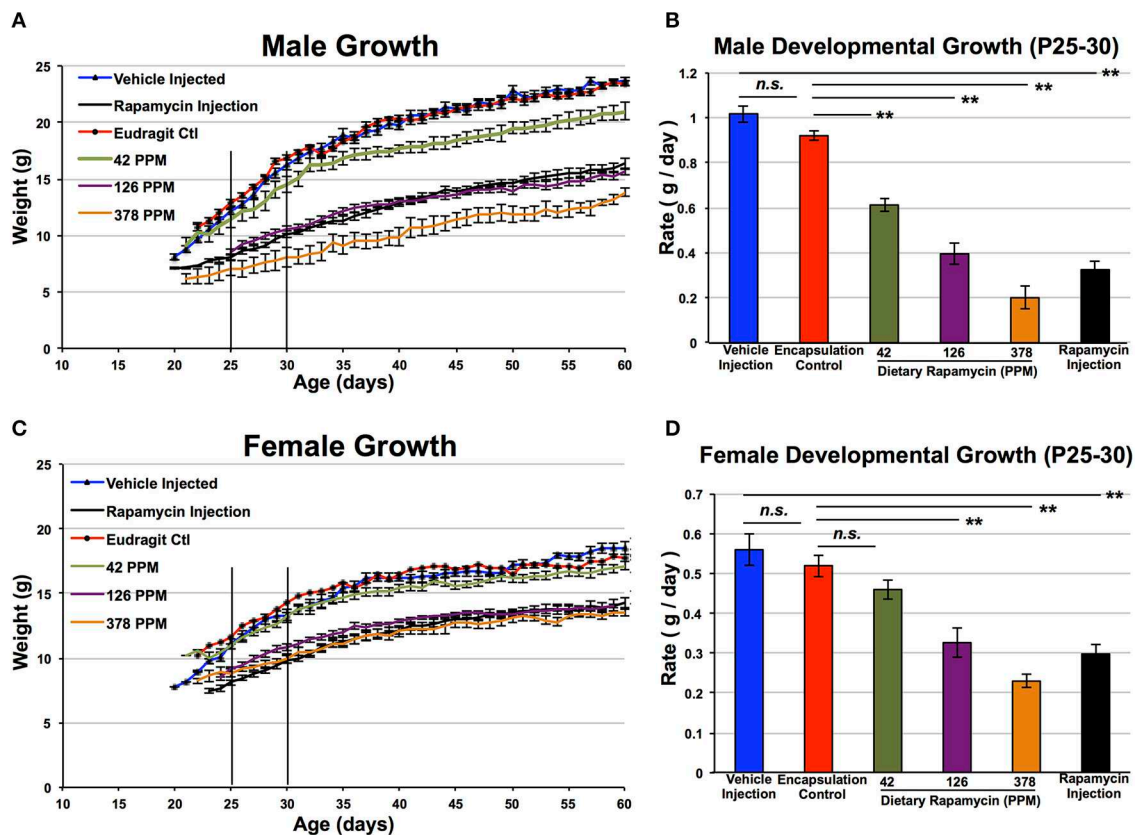 A
Male Growth
Weight (g)
25
20
15
10
5
0
Vehicle Injected
Rapamycin Injection
Eudragit Ctl
42 PPM
126 PPM
378 PPM
10 15 20 25 30 35 40 45 50 55 60
Age (days)
B
Male Developmental Growth (P25-30)
Rate ( g / day )
1.2
1
0.8
0.6
0.4
0.2
0
n.s.
**
**
**
**
Vehicle Injection
Encapsulation Control
42 126 378
Dietary Rapamycin (PPM)
Rapamycin Injection
C
Female Growth
Weight (g)
25
20
15
10
5
0
Vehicle Injected
Rapamycin Injection
Eudragit Ctl
42 PPM
126 PPM
378 PPM
10 15 20 25 30 35 40 45 50 55 60
Age (days)
D
Female Developmental Growth (P25-30)
Rate ( g / day )
0.7
0.6
0.5
0.4
0.3
0.2
0.1
0
n.s.
n.s.
**
**
**
Vehicle Injection
Encapsulation Control
42 126 378
Dietary Rapamycin (PPM)
Rapamycin Injection